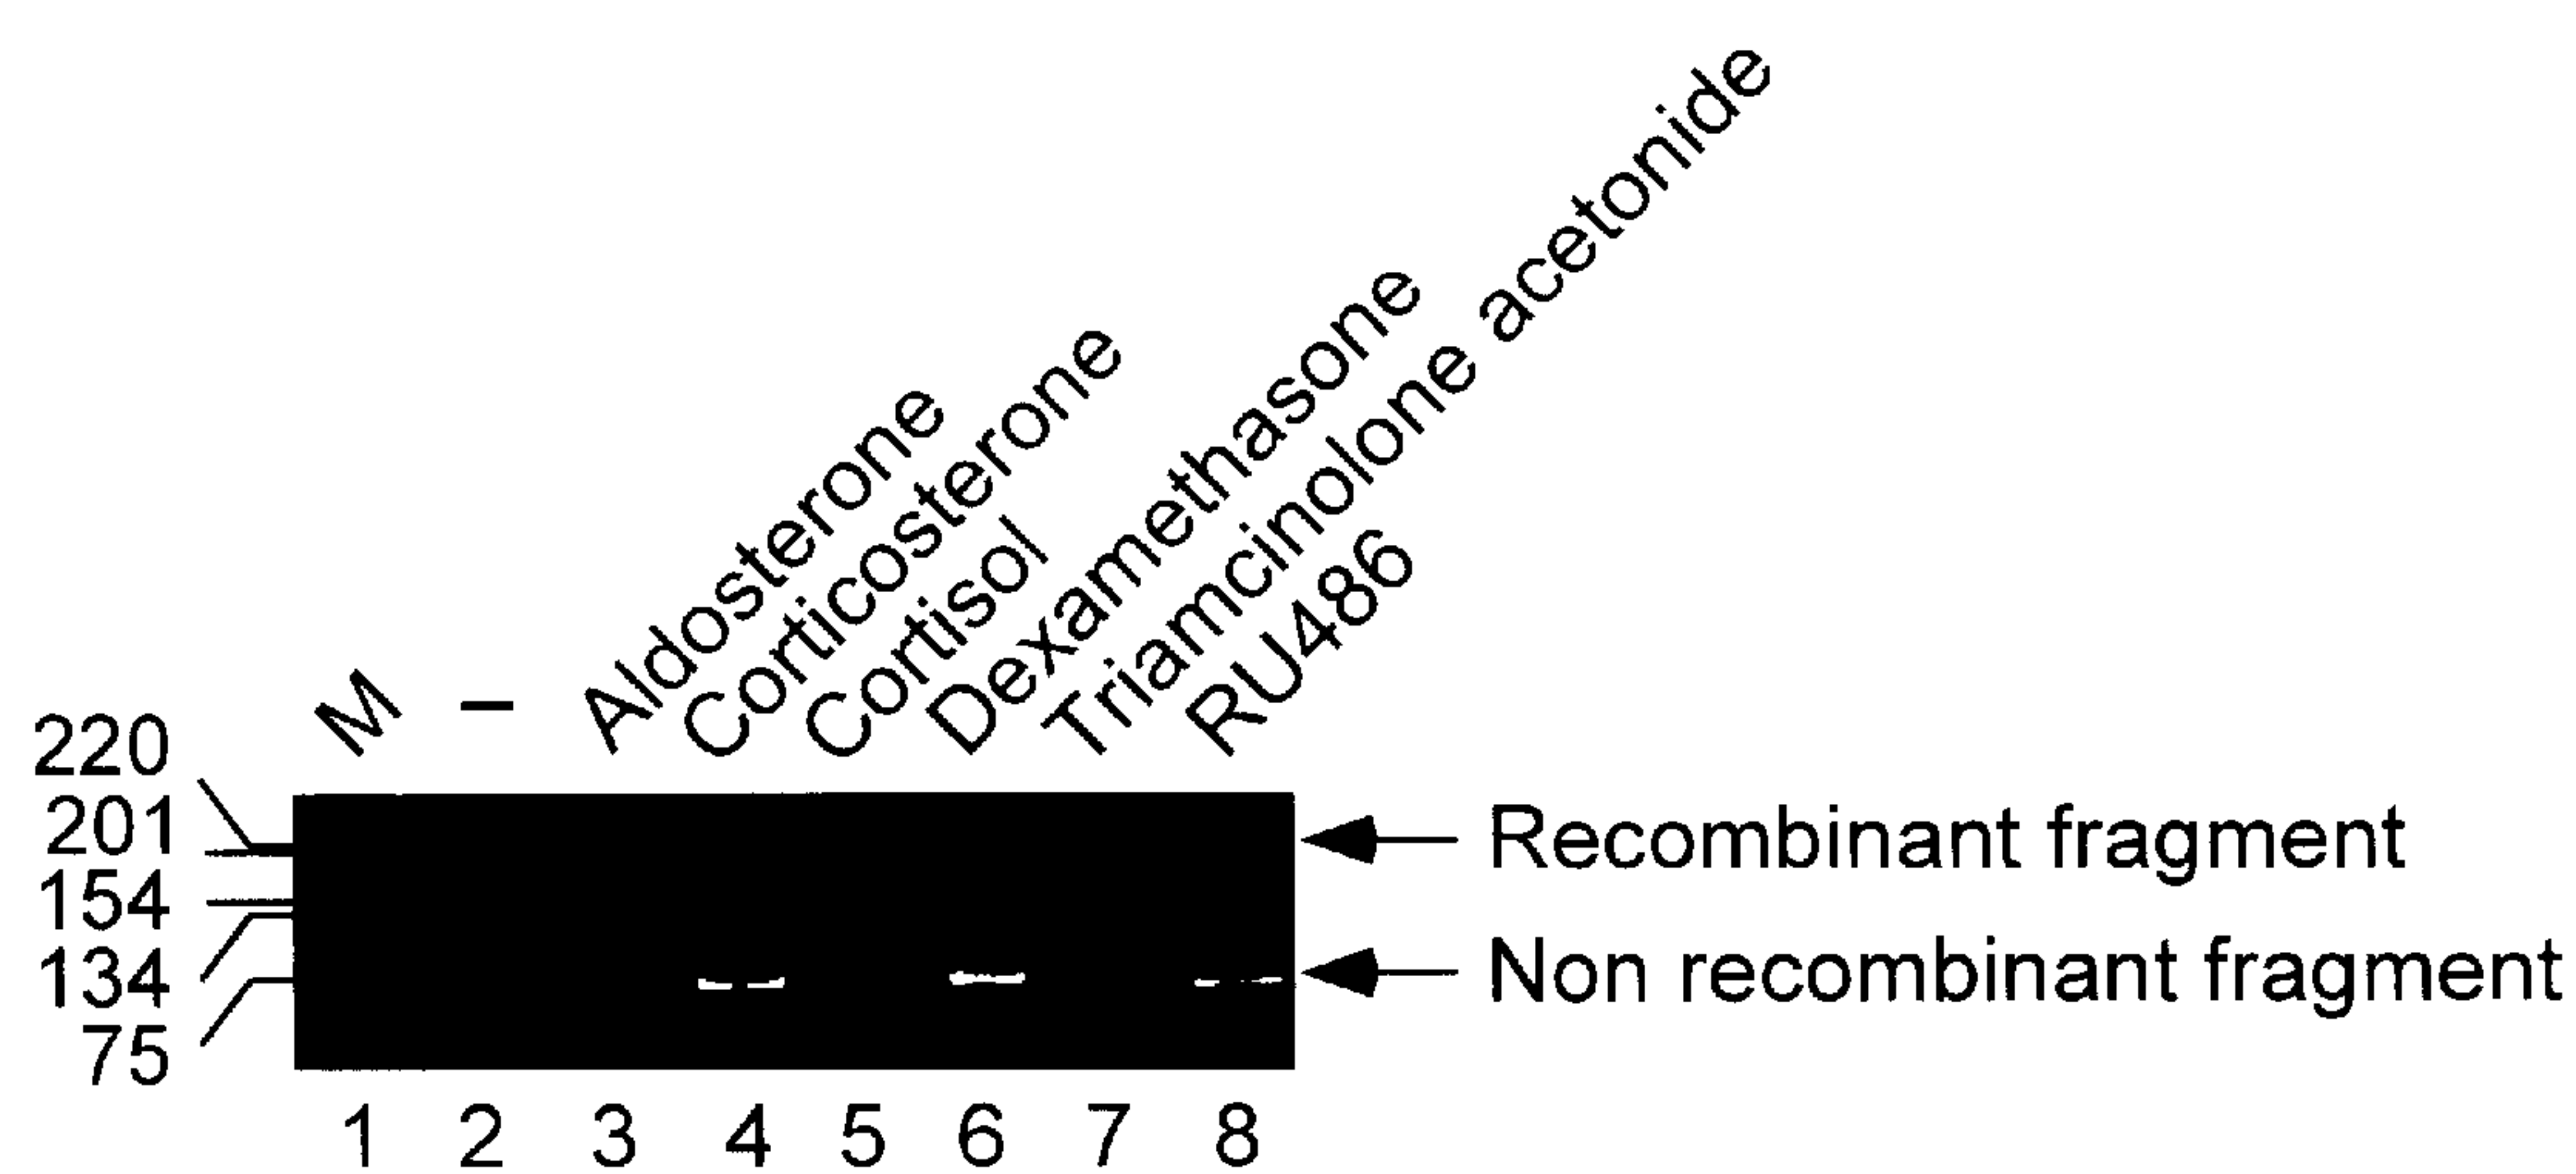 M
–
Aldosterone
Corticosterone
Cortisol
Dexamethasone
Triamcinolone acetonide
RU486
220
201
154
134
75
Recombinant fragment
Non recombinant fragment
1 2 3 4 5 6 7 8